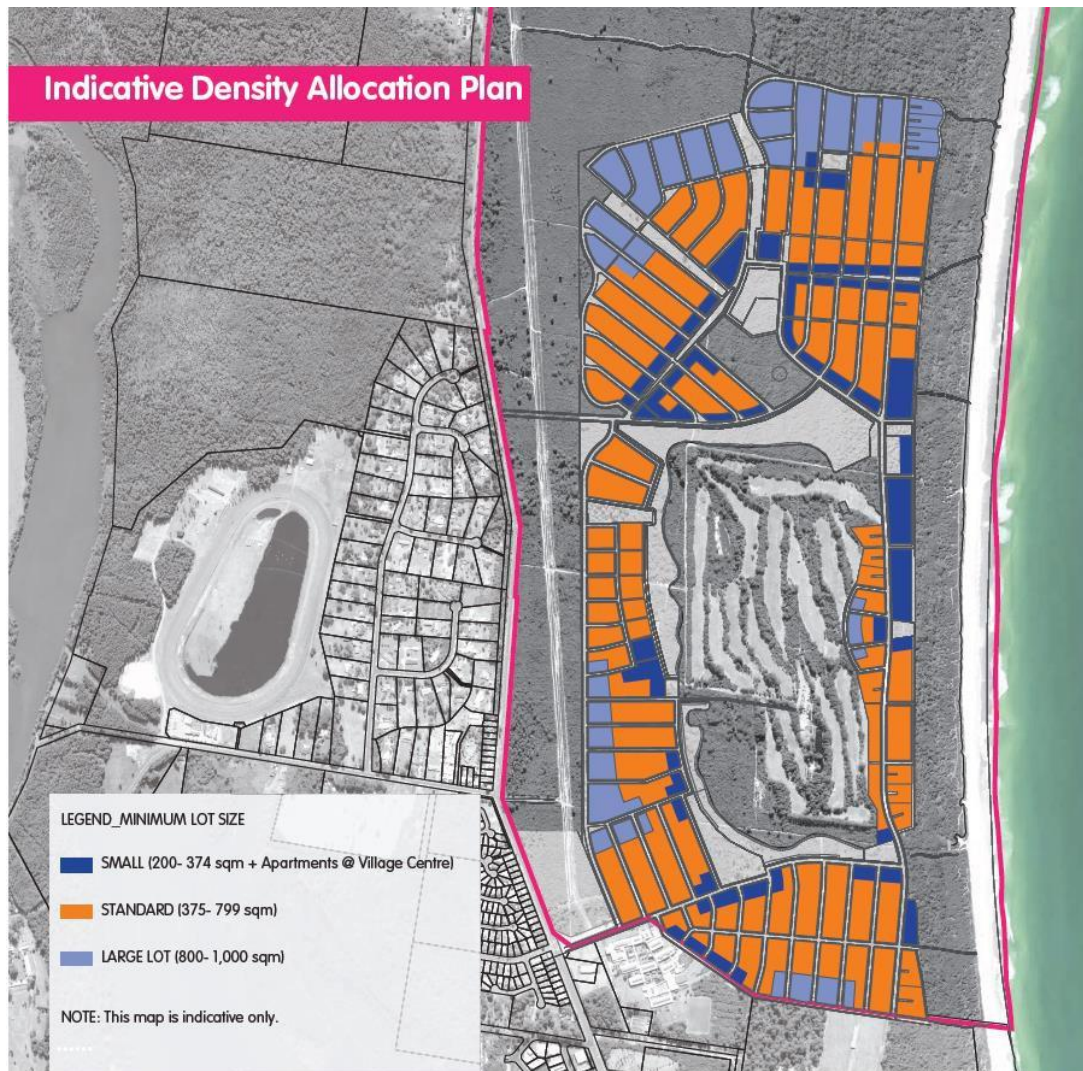 Indicative Density Allocation Plan
LEGEND_MINIMUM LOT SIZE
SMALL (200- 374 sqm + Apartments @ Village Centre)
STANDARD (375- 799 sqm)
LARGE LOT (800- 1,000 sqm)
NOTE: This map is indicative only.